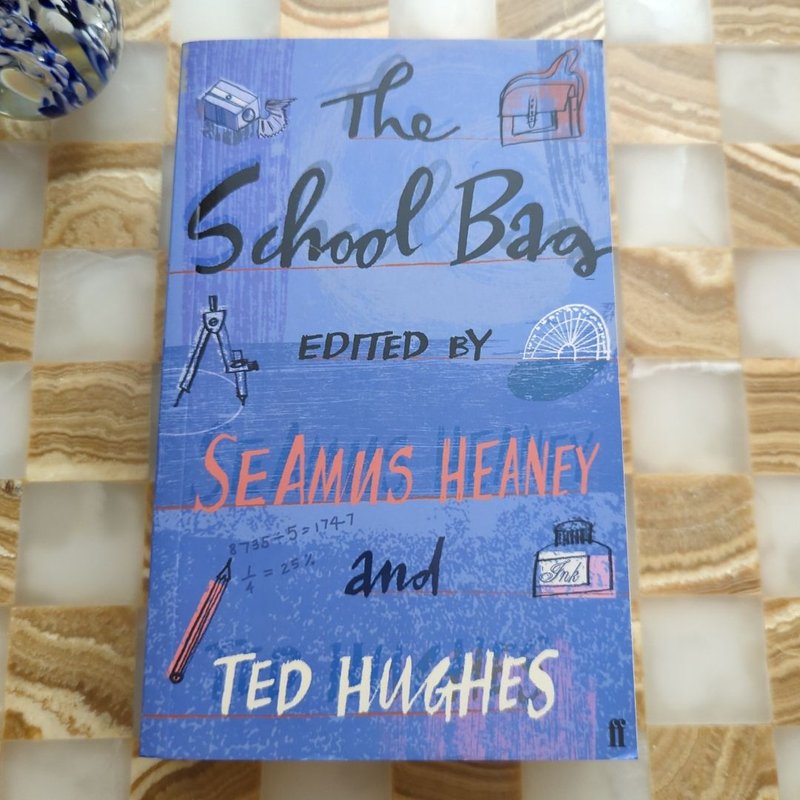 The
School Bag
EDITED BY
SEAMUS HEANEY
8735÷5=1747
1/4 = 25%
and
Ink
TED HUGHES
ff